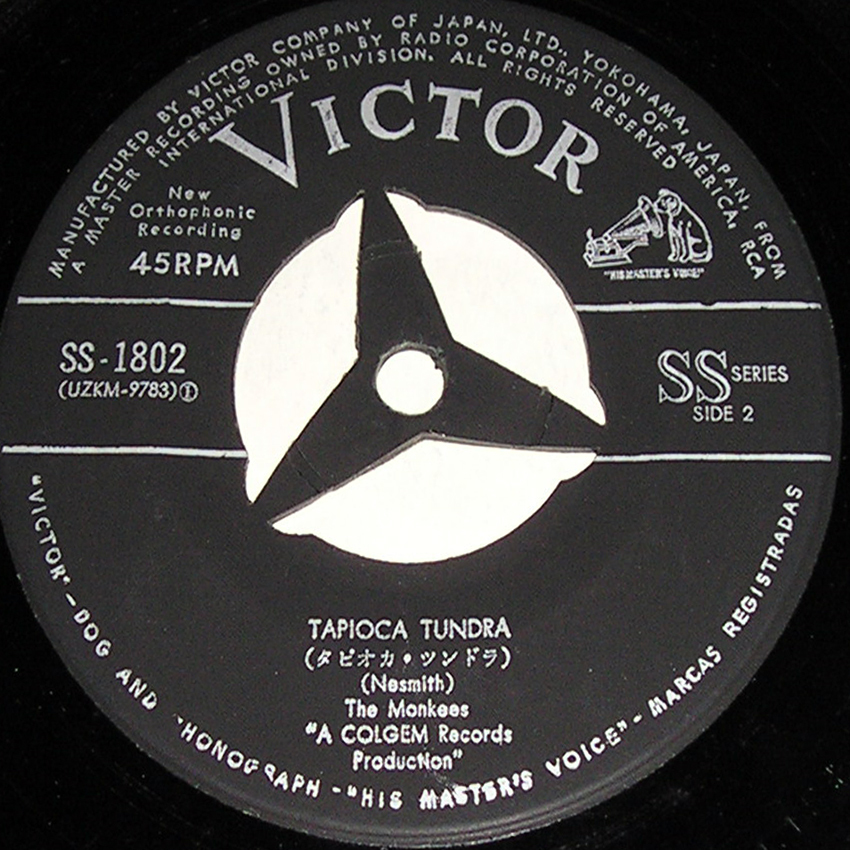 MANUFACTURED BY VICTOR COMPANY OF JAPAN, LTD., YOKOHAMA, JAPAN, FROM
A MASTER RECORDING OWNED BY RADIO CORPORATION OF AMERICA, RCA
INTERNATIONAL DIVISION. ALL RIGHTS RESERVED
VICTOR
New
Orthophonic
Recording
45RPM
"HIS MASTER'S VOICE"
SS-1802
(UZKM-9783)Ⓘ
SS SERIES
SIDE 2
TAPIOCA TUNDRA
(タピオカ・ツンドラ)
(Nesmith)
The Monkees
"A COLGEM Records
Production"
"VICTOR"-DOG AND PHONOGRAPH-"HIS MASTER'S VOICE"-MARCAS REGISTRADAS